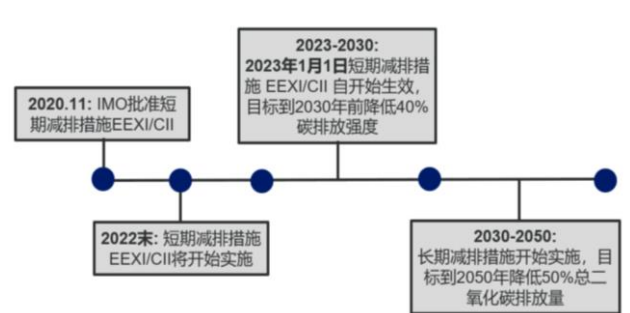 2023-2030:
2023年1月1日短期减排措
施 EEXI/CII 自开始生效，
目标到2030年前降低40%
碳排放强度
2020.11: IMO批准短
期减排措施EEXI/CII
2022末: 短期减排措施
EEXI/CII将开始实施
2030-2050:
长期减排措施开始实施，目
标到2050年降低50%总二
氧化碳排放量